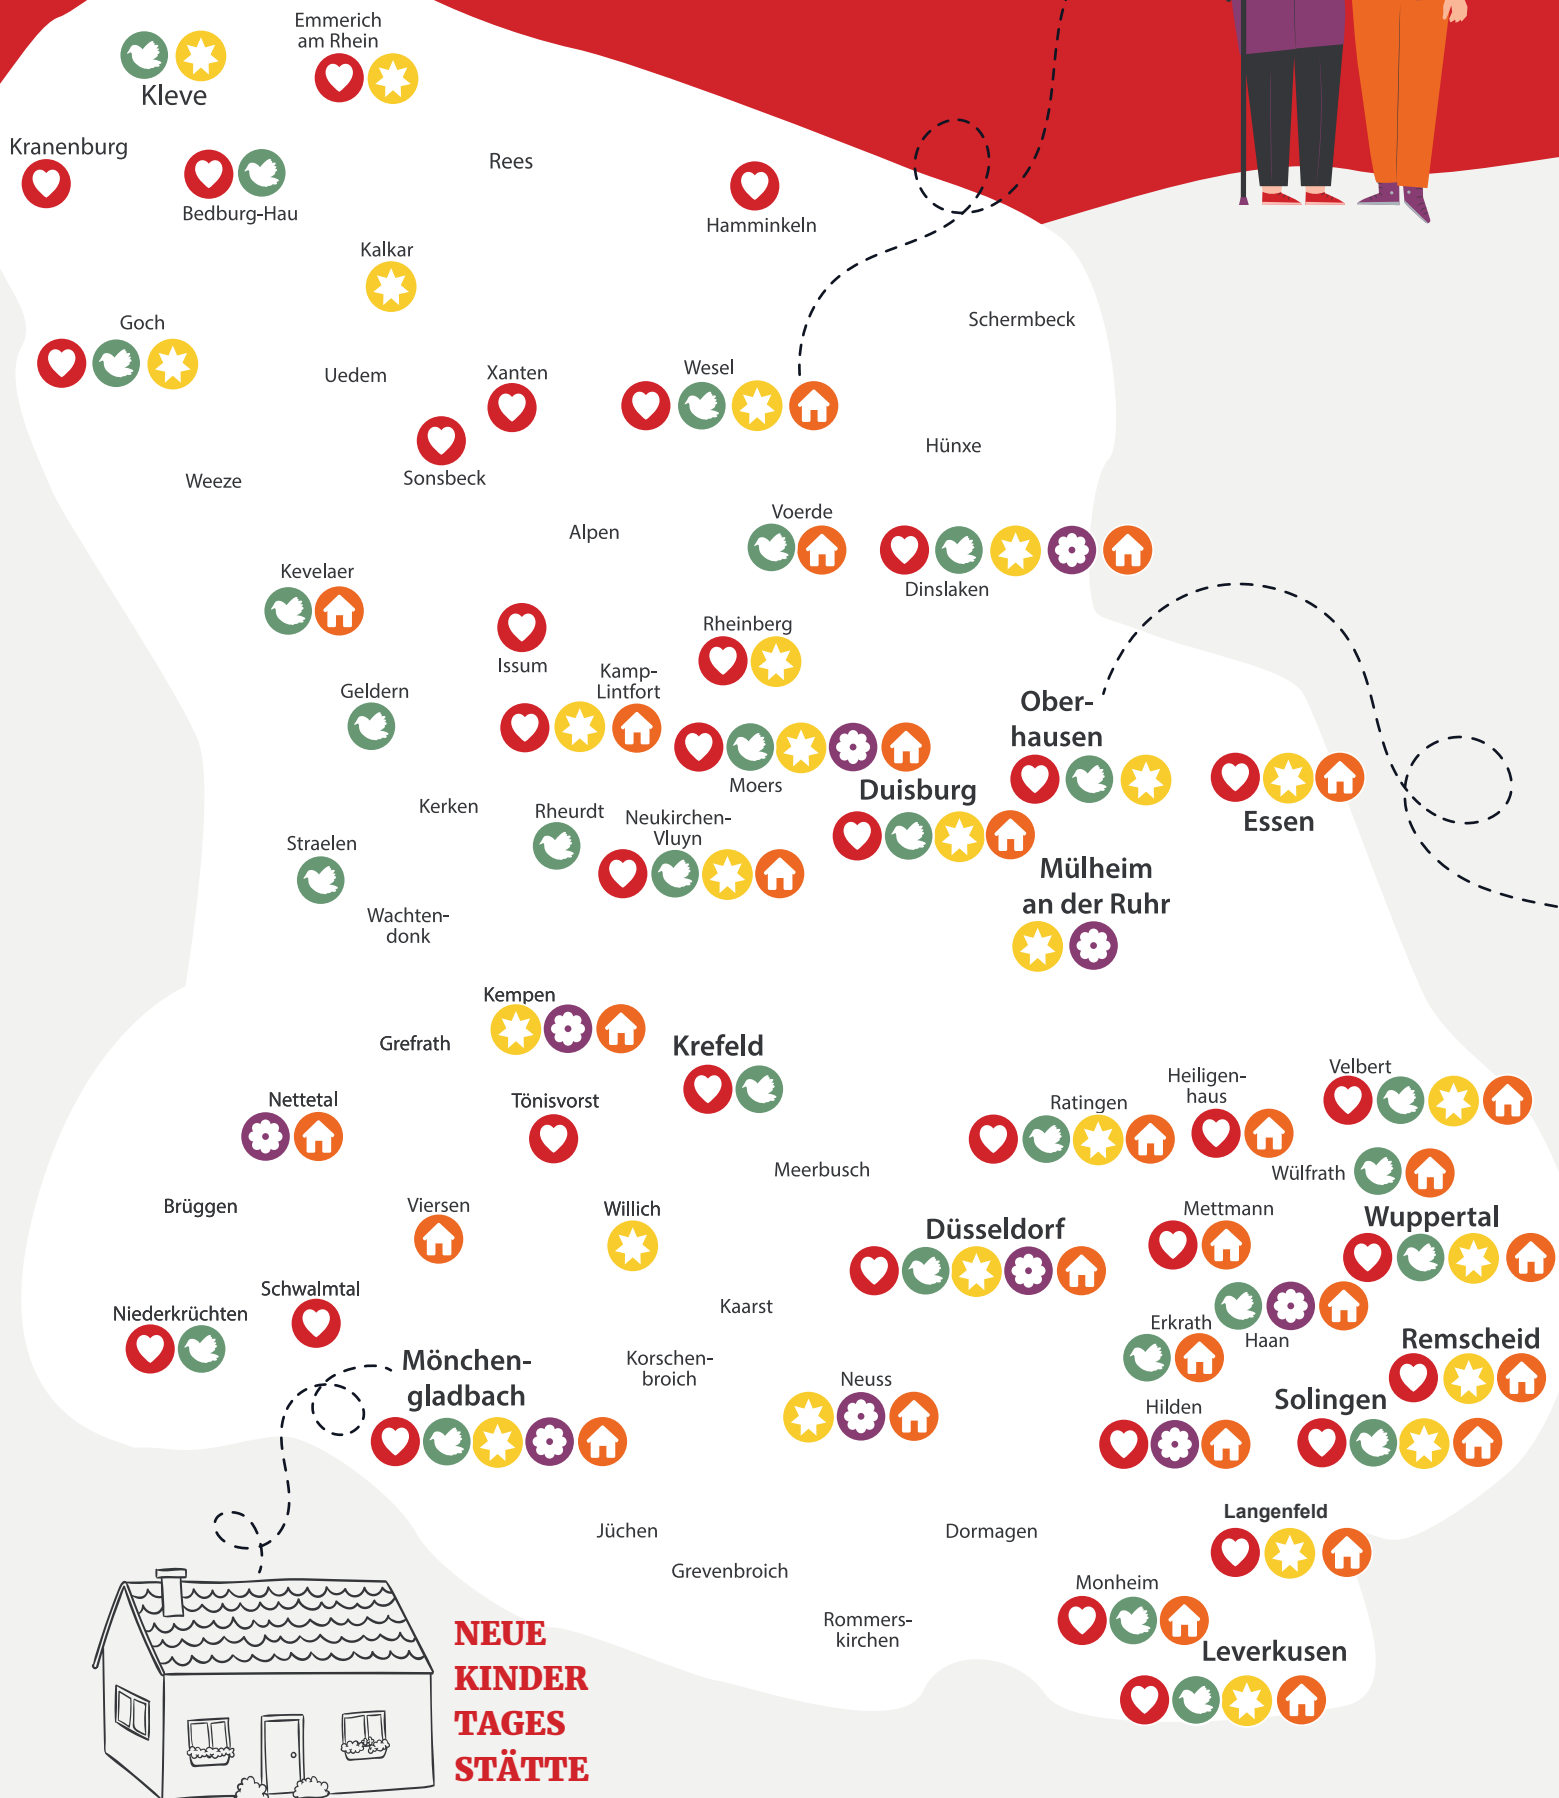 Emmerich
am Rhein
Kleve
Kranenburg
Rees
Bedburg-Hau
Hamminkeln
Kalkar
Schermbeck
Goch
Uedem
Xanten
Wesel
Hünxe
Weeze
Sonsbeck
Voerde
Alpen
Kevelaer
Dinslaken
Rheinberg
Issum
Kamp-
Lintfort
Geldern
Ober-
hausen
Moers
Duisburg
Essen
Kerken
Rheurdt
Neukirchen-
Vluyn
Straelen
Mülheim
an der Ruhr
Wachten-
donk
Kempen
Grefrath
Krefeld
Velbert
Heiligen-
haus
Nettetal
Tönisvorst
Ratingen
Meerbusch
Wülfrath
Brüggen
Viersen
Willich
Mettmann
Wuppertal
Düsseldorf
Schwalmtal
Niederkrüchten
Kaarst
Erkrath
Haan
Remscheid
Mönchen-
gladbach
Korschen-
broich
Neuss
Hilden
Solingen
Langenfeld
Jüchen
Dormagen
Grevenbroich
Monheim
Rommers-
kirchen
Leverkusen
NEUE
KINDER
TAGES
STÄTTE